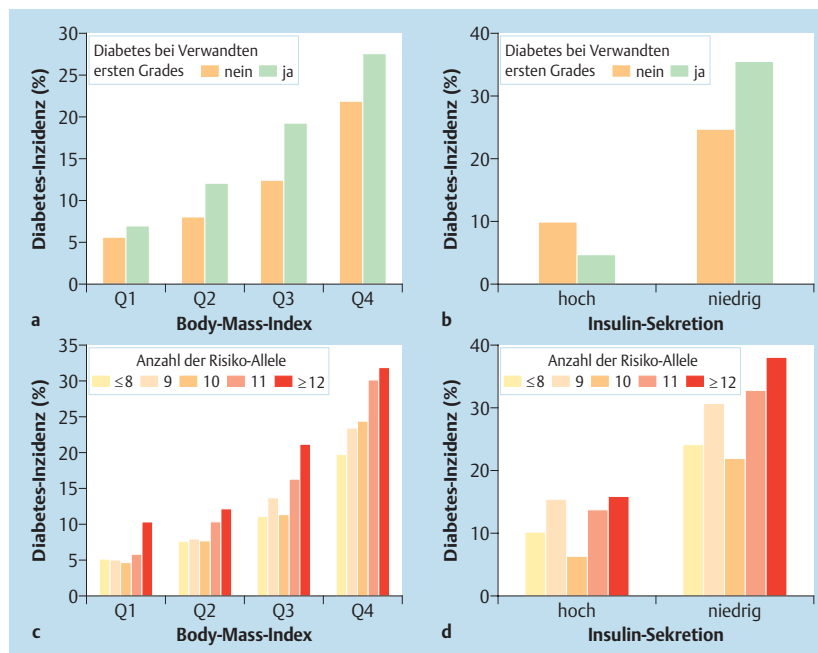 Diabetes bei Verwandten
ersten Grades nein ja
Diabetes-Inzidenz (%)
30
25
20
15
10
5
0
Q1 Q2 Q3 Q4
a Body-Mass-Index
Diabetes bei Verwandten
ersten Grades nein ja
Diabetes-Inzidenz (%)
40
30
20
10
0
hoch niedrig
b Insulin-Sekretion
Anzahl der Risiko-Allele
≤8 9 10 11 ≥12
Diabetes-Inzidenz (%)
35
30
25
20
15
10
5
0
Q1 Q2 Q3 Q4
c Body-Mass-Index
Anzahl der Risiko-Allele
≤8 9 10 11 ≥12
Diabetes-Inzidenz (%)
40
30
20
10
0
hoch niedrig
d Insulin-Sekretion